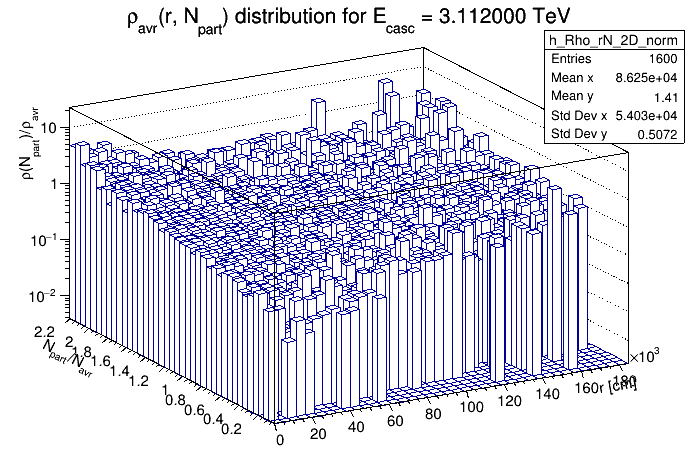 ρavr(r, Npart) distribution for Ecasc = 3.112000 TeV
h_Rho_rN_2D_norm
Entries 1600
Mean x 8.625e+04
Mean y 1.41
Std Dev x 5.403e+04
Std Dev y 0.5072
ρ(Npart)/ρavr
10
1
10−1
10−2
2.2 2 1.8 1.6 1.4 1.2 1 0.8 0.6 0.4 0.2
Npart/Navr
0 20 40 60 80 100 120 140 160 180
×10³
r [cm]